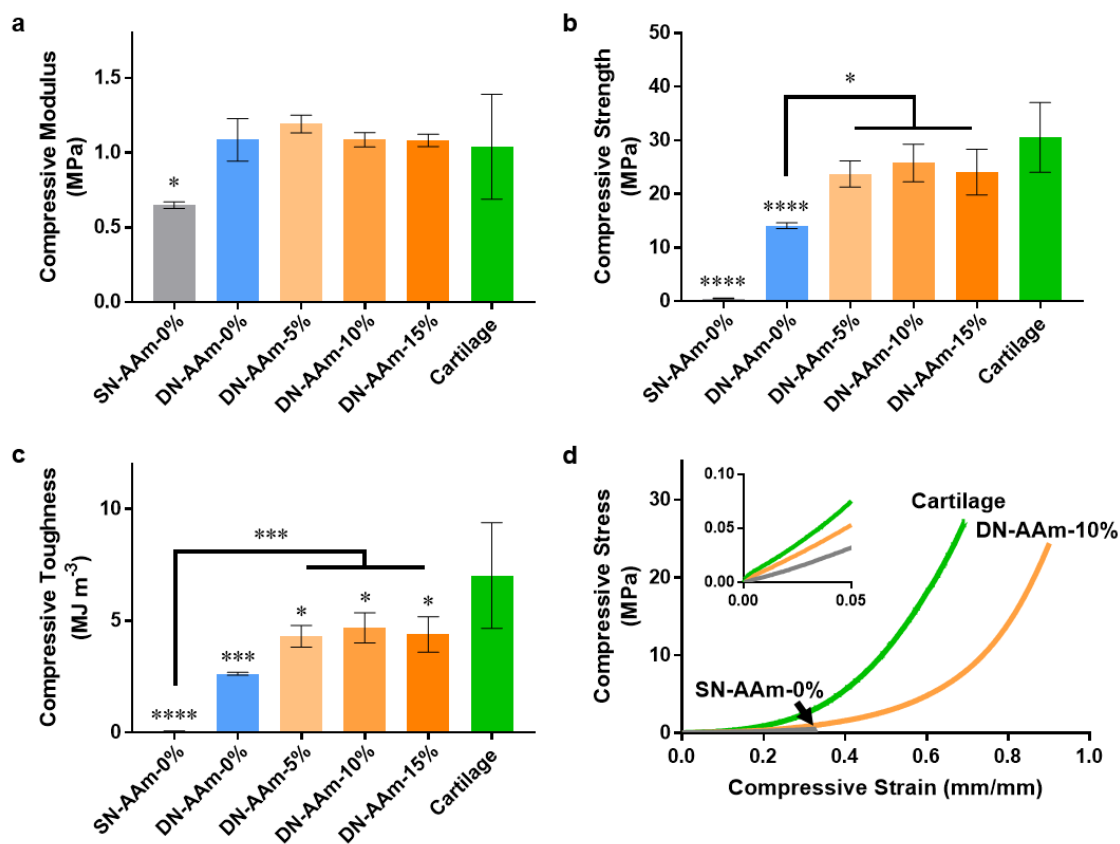 a
Compressive Modulus
(MPa)
1.5
1.0
0.5
0.0
*
SN-AAm-0%
DN-AAm-0%
DN-AAm-5%
DN-AAm-10%
DN-AAm-15%
Cartilage
b
Compressive Strength
(MPa)
50
40
30
20
10
0
*
****
****
SN-AAm-0%
DN-AAm-0%
DN-AAm-5%
DN-AAm-10%
DN-AAm-15%
Cartilage
c
Compressive Toughness
(MJ m-3)
10
5
0
***
* * *
***
****
SN-AAm-0%
DN-AAm-0%
DN-AAm-5%
DN-AAm-10%
DN-AAm-15%
Cartilage
d
Compressive Stress
(MPa)
30
20
10
0
0.10
0.05
0.00
0.00 0.05
Cartilage
DN-AAm-10%
SN-AAm-0%
0.0 0.2 0.4 0.6 0.8 1.0
Compressive Strain (mm/mm)